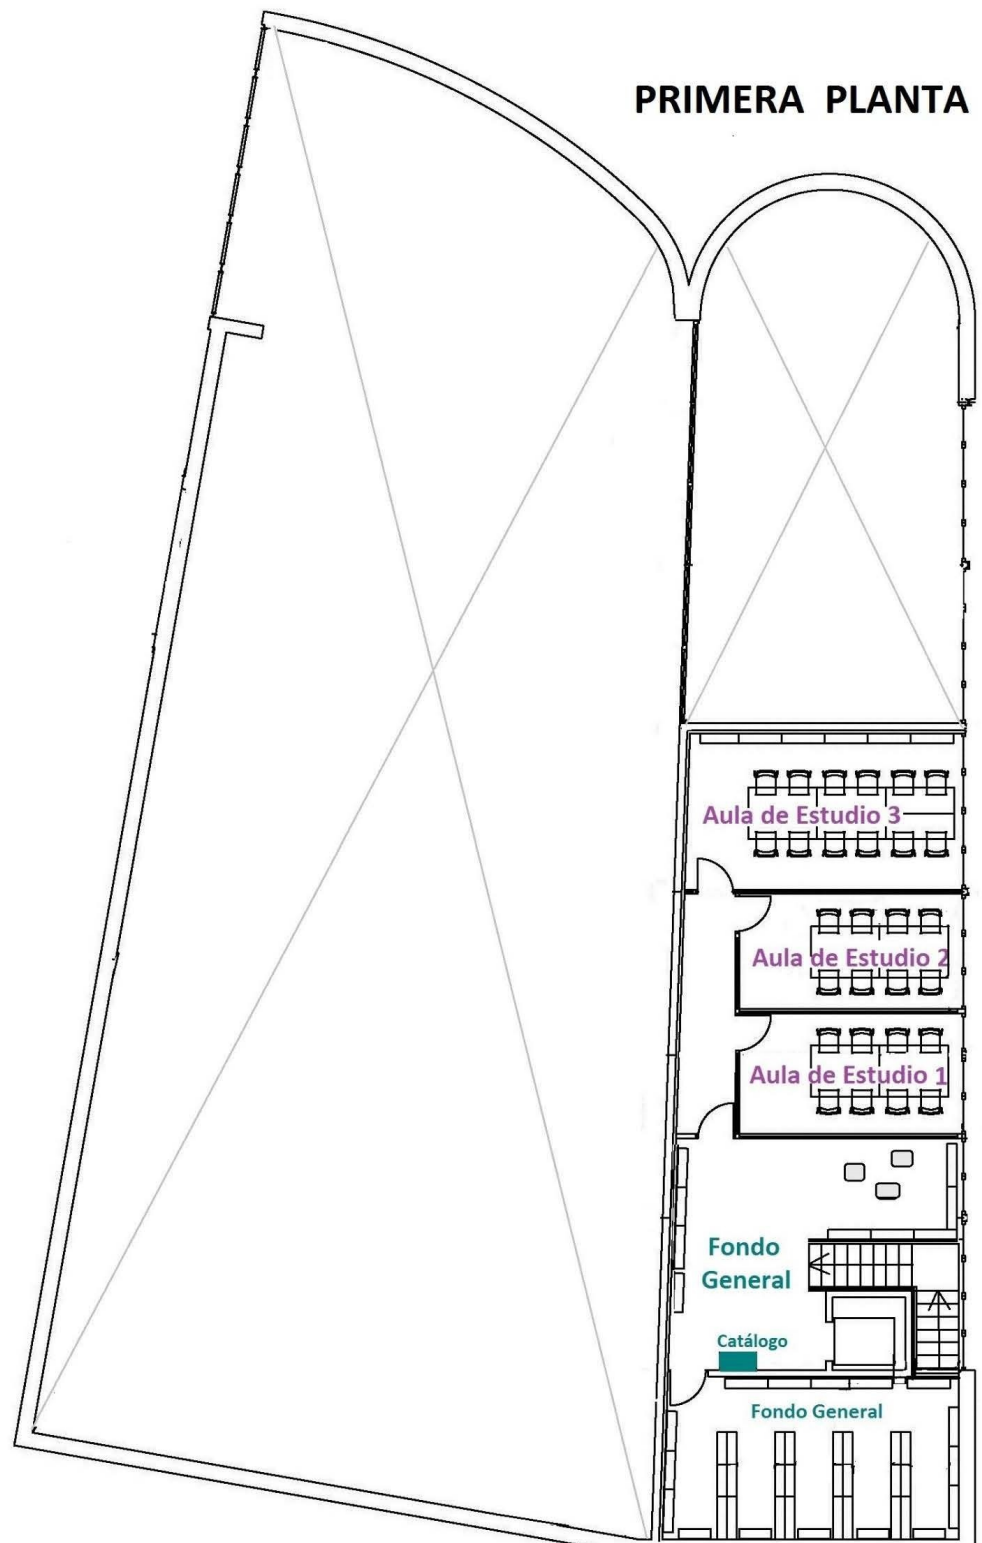 PRIMERA PLANTA
Aula de Estudio 3
Aula de Estudio 2
Aula de Estudio 1
Fondo
General
Catálogo
Fondo General